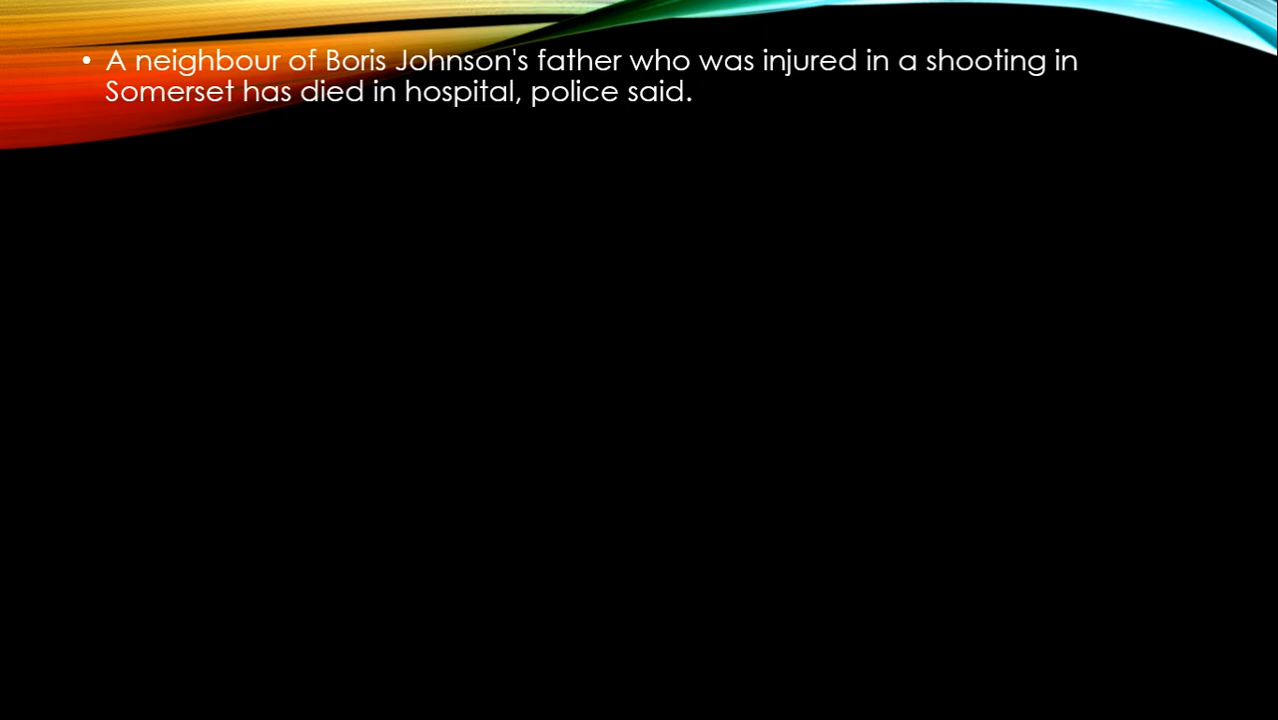 • A neighbour of Boris Johnson's father who was injured in a shooting in
Somerset has died in hospital, police said.